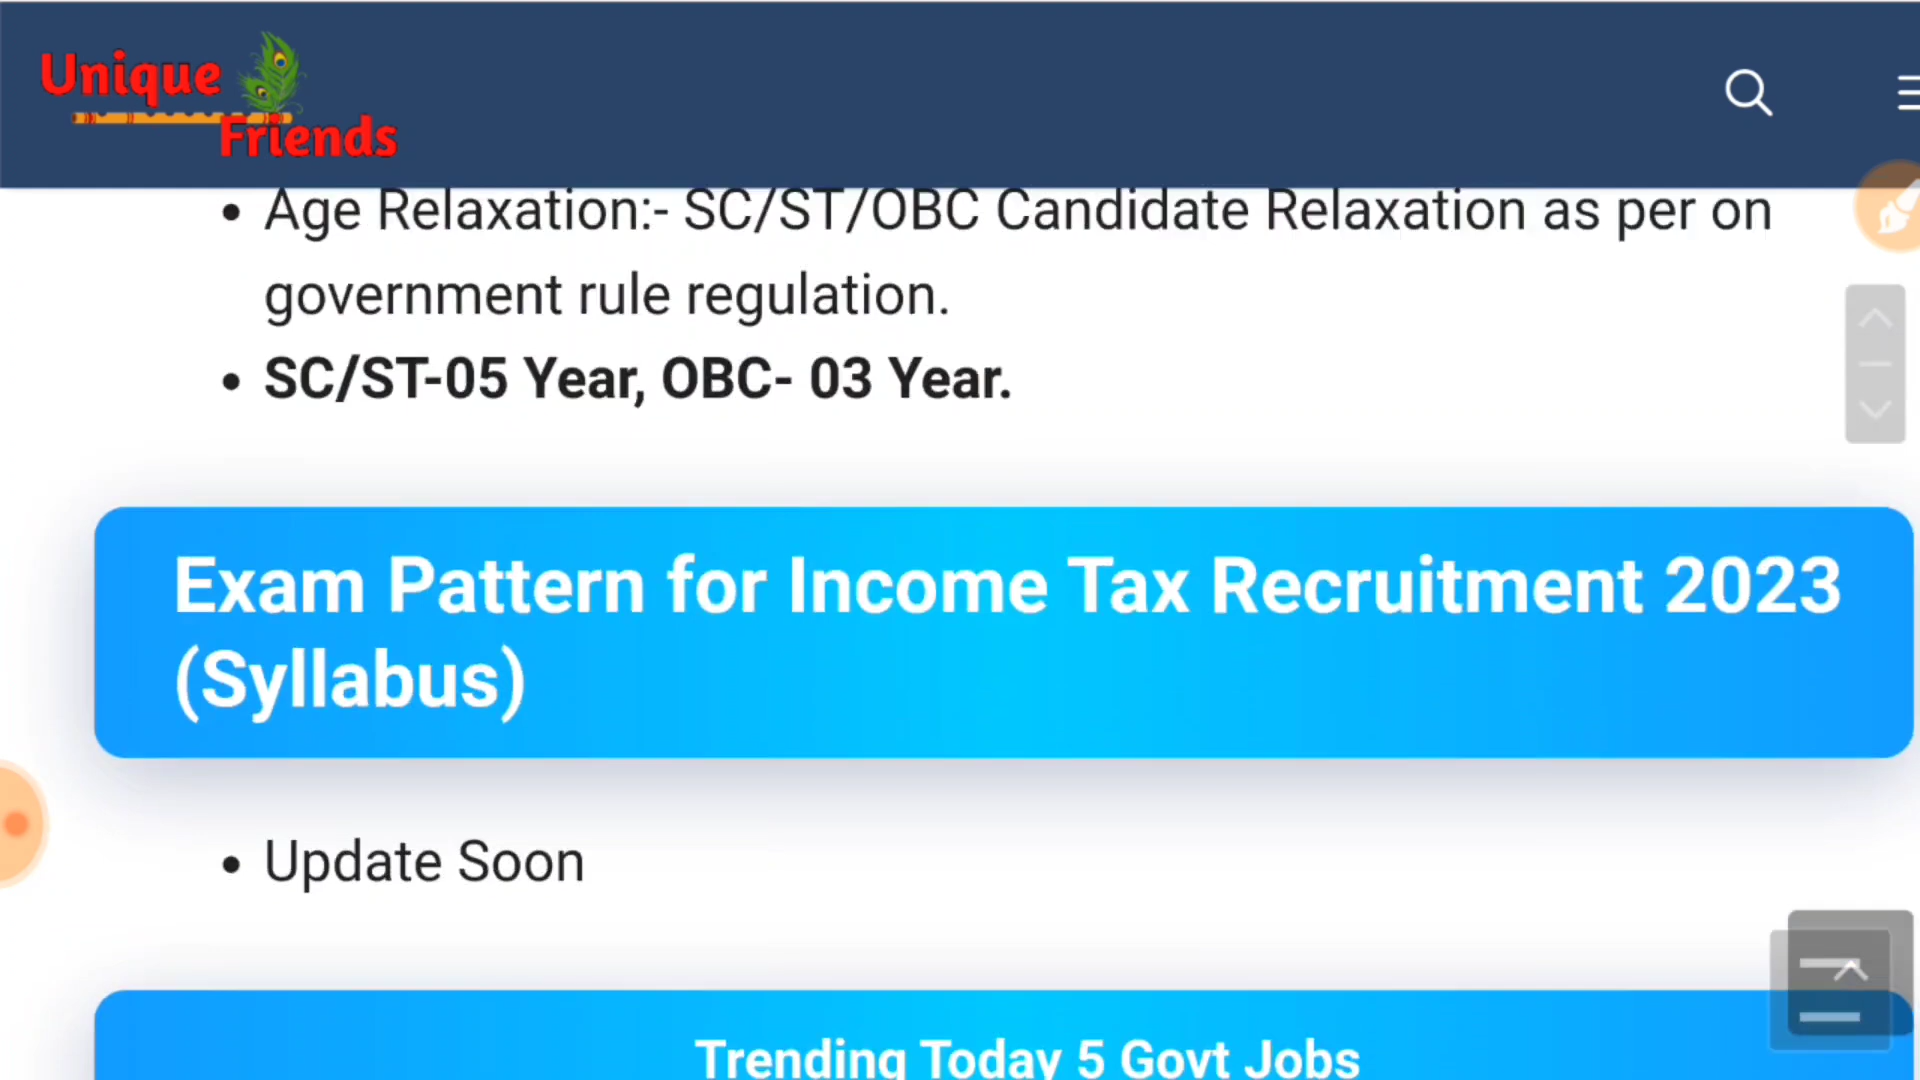 Unique
Friends
Age Relaxation:- SC/ST/OBC Candidate Relaxation as per on
government rule regulation.
SC/ST-05 Year, OBC- 03 Year.
Exam Pattern for Income Tax Recruitment 2023
(Syllabus)
Update Soon
Trending Today 5 Govt Jobs